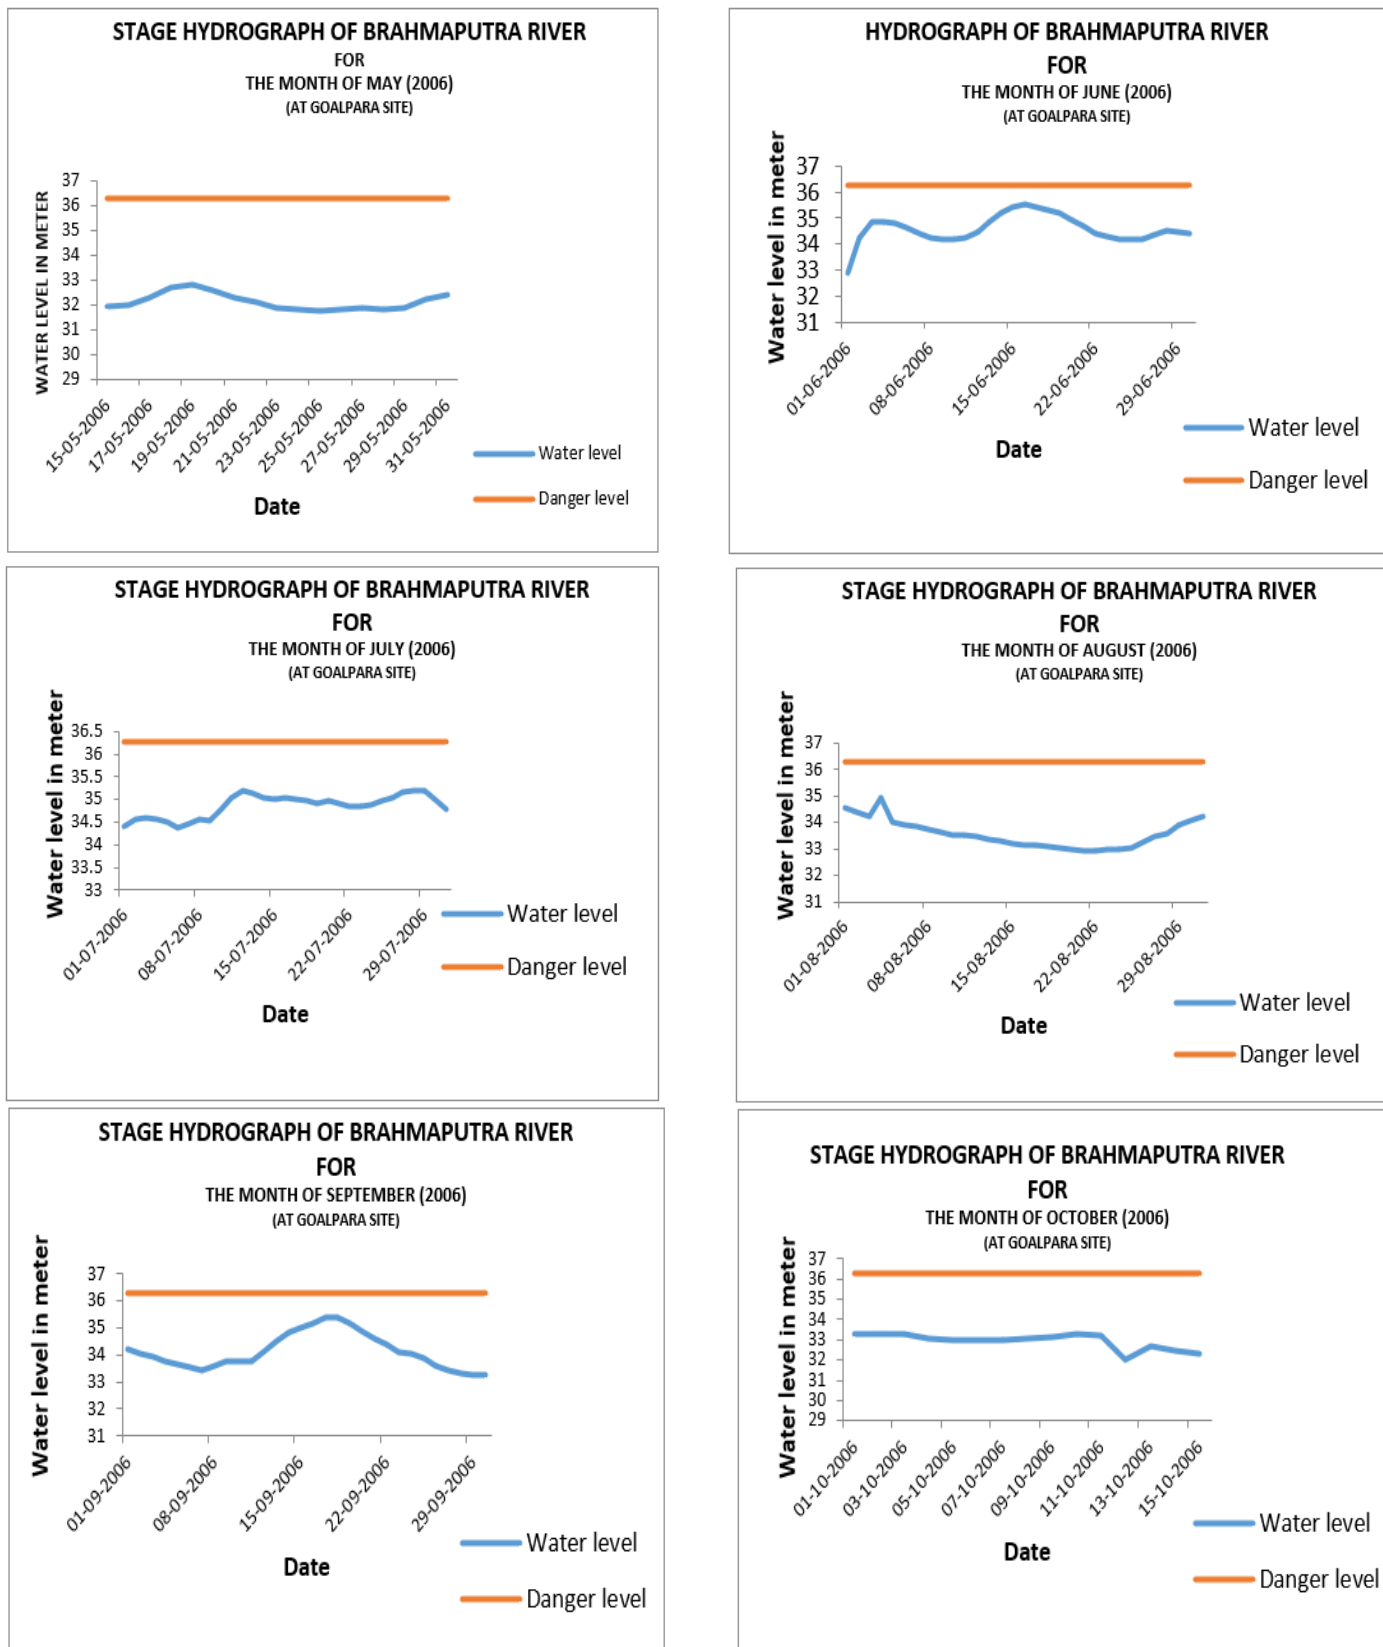 STAGE HYDROGRAPH OF BRAHMAPUTRA RIVER
FOR
THE MONTH OF MAY (2006)
(AT GOALPARA SITE)
WATER LEVEL IN METER
37
36
35
34
33
32
31
30
29
15-05-2006
17-05-2006
19-05-2006
21-05-2006
23-05-2006
25-05-2006
27-05-2006
29-05-2006
31-05-2006
Date
Water level
Danger level
HYDROGRAPH OF BRAHMAPUTRA RIVER
FOR
THE MONTH OF JUNE (2006)
(AT GOALPARA SITE)
Water level in meter
37
36
35
34
33
32
31
01-06-2006
08-06-2006
15-06-2006
22-06-2006
29-06-2006
Date
Water level
Danger level
STAGE HYDROGRAPH OF BRAHMAPUTRA RIVER
FOR
THE MONTH OF JULY (2006)
(AT GOALPARA SITE)
Water level in meter
36.5
36
35.5
35
34.5
34
33.5
33
01-07-2006
08-07-2006
15-07-2006
22-07-2006
29-07-2006
Date
Water level
Danger level
STAGE HYDROGRAPH OF BRAHMAPUTRA RIVER
FOR
THE MONTH OF AUGUST (2006)
(AT GOALPARA SITE)
Water level in meter
37
36
35
34
33
32
31
01-08-2006
08-08-2006
15-08-2006
22-08-2006
29-08-2006
Date
Water level
Danger level
STAGE HYDROGRAPH OF BRAHMAPUTRA RIVER
FOR
THE MONTH OF SEPTEMBER (2006)
(AT GOALPARA SITE)
Water level in meter
37
36
35
34
33
32
31
01-09-2006
08-09-2006
15-09-2006
22-09-2006
29-09-2006
Date
Water level
Danger level
STAGE HYDROGRAPH OF BRAHMAPUTRA RIVER
FOR
THE MONTH OF OCTOBER (2006)
(AT GOALPARA SITE)
Water level in meter
37
36
35
33
33
32
31
30
29
01-10-2006
03-10-2006
05-10-2006
07-10-2006
09-10-2006
11-10-2006
13-10-2006
15-10-2006
Date
Water level
Danger level